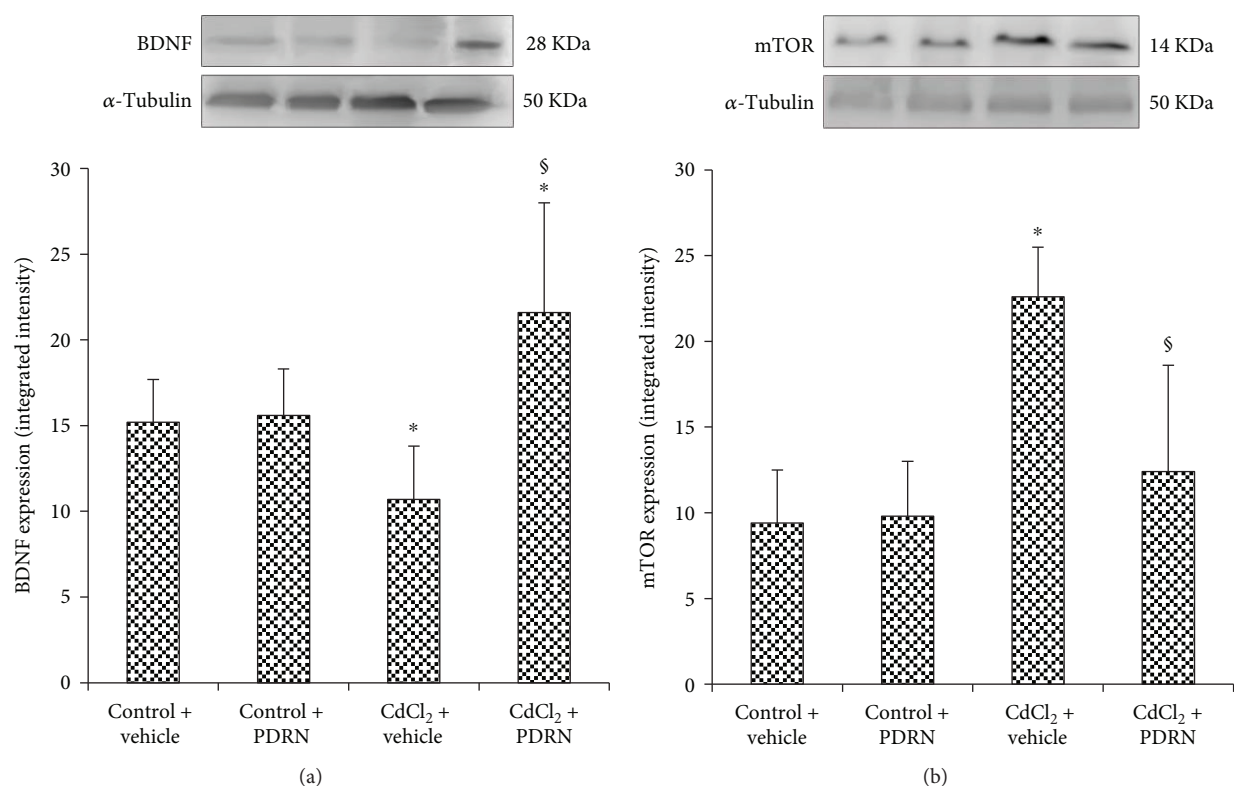 BDNF
28 KDa
α-Tubulin
50 KDa
30
25
20
15
10
5
0
BDNF expression (integrated intensity)
*
§
*
Control +
vehicle
Control +
PDRN
CdCl₂ +
vehicle
CdCl₂ +
PDRN
(a)
mTOR
14 KDa
α-Tubulin
50 KDa
30
25
20
15
10
5
0
mTOR expression (integrated intensity)
*
§
Control +
vehicle
Control +
PDRN
CdCl₂ +
vehicle
CdCl₂ +
PDRN
(b)